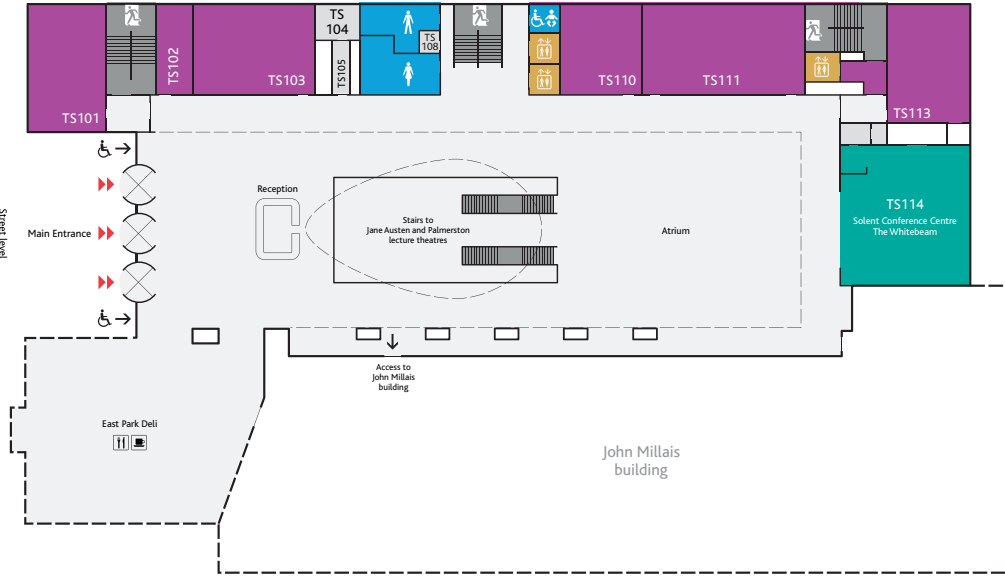 TS
104
TS
108
TS102
TS103
TS105
TS110
TS111
TS101
TS113
TS114
Solent Conference Centre
The Whitebeam
Reception
Stairs to
Jane Austen and Palmerston
lecture theatres
Atrium
Street level
Main Entrance
Access to
John Millais
building
East Park Deli
John Millais
building